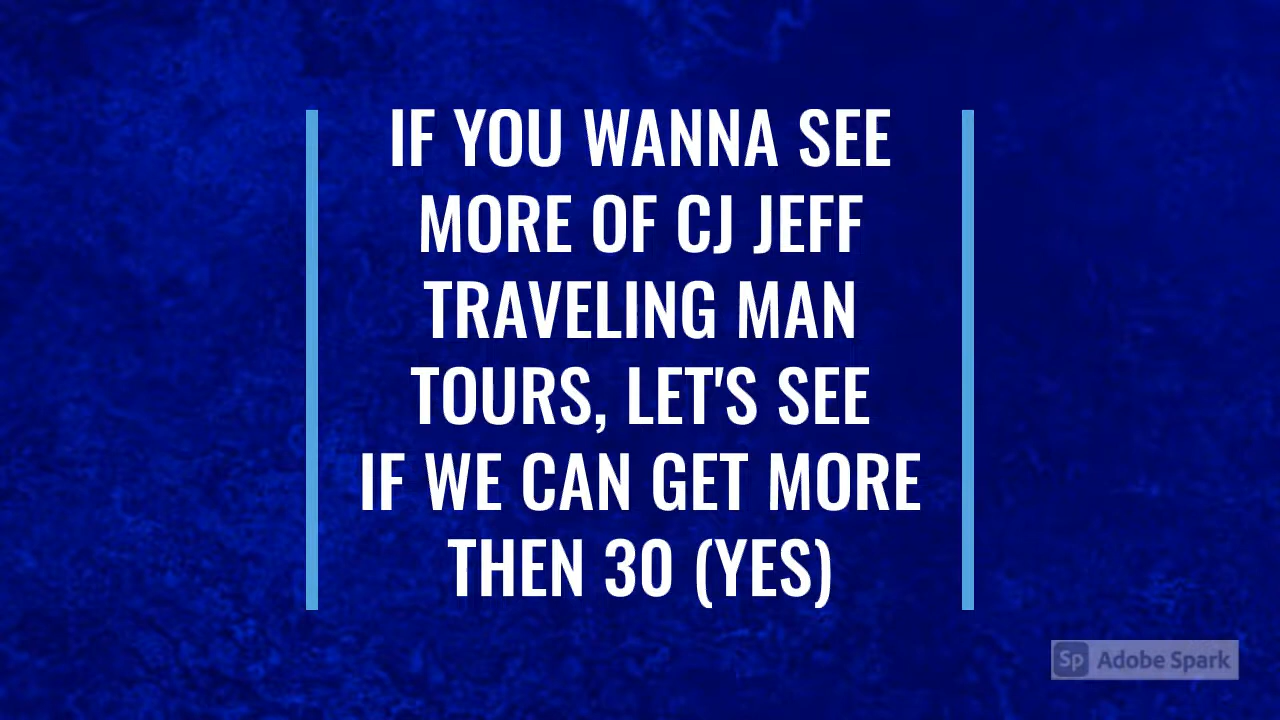 IF YOU WANNA SEE
MORE OF CJ JEFF
TRAVELING MAN
TOURS, LET'S SEE
IF WE CAN GET MORE
THEN 30 (YES)
Sp Adobe Spark